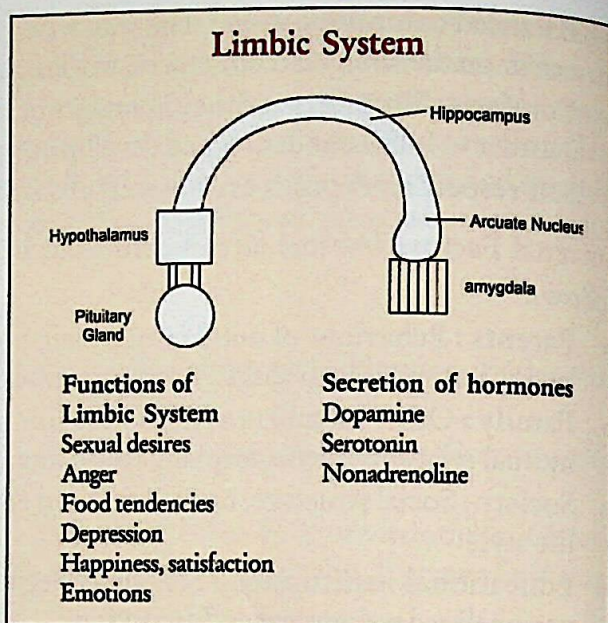 Limbic System
Hippocampus
Hypothalamus
Arcuate Nucleus
amygdala
Pituitary
Gland
Functions of
Limbic System
Sexual desires
Anger
Food tendencies
Depression
Happiness, satisfaction
Emotions
Secretion of hormones
Dopamine
Serotonin
Nonadrenoline